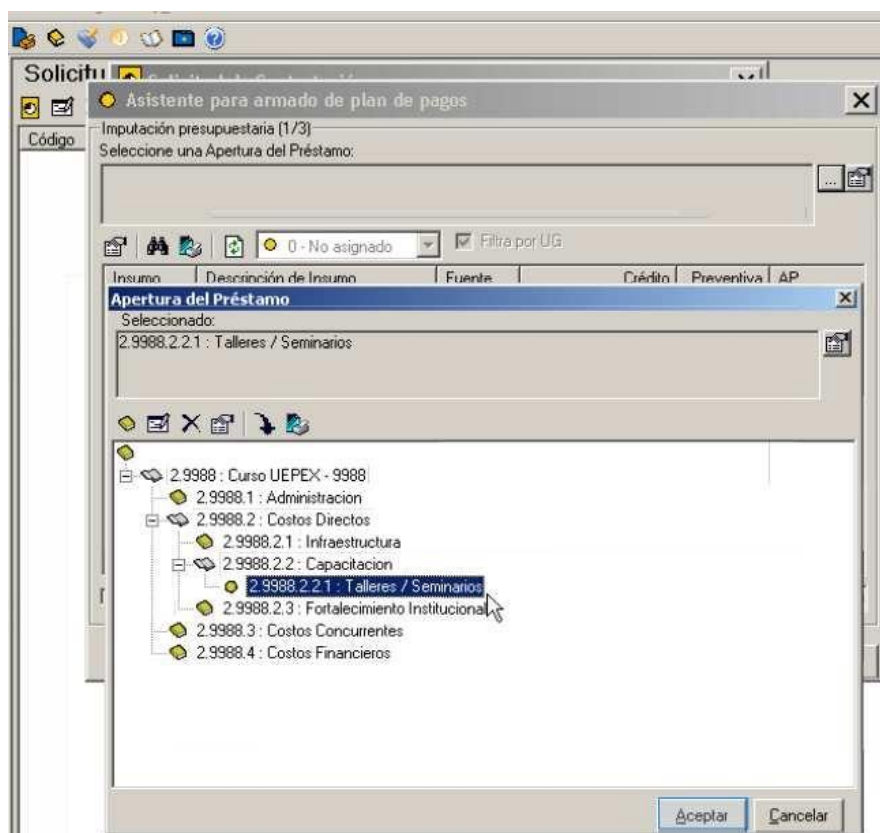 Solicitu
Asistente para armado de plan de pagos
Código
Imputación presupuestaria (1/3)
Seleccione una Apertura del Préstamo:
...
0 - No asignado
Filtra por UG
Insumo Descripción de Insumo Fuente Crédito Preventiva AP
Apertura del Préstamo
Seleccionado:
2.9988.2.2.1 : Talleres / Seminarios
2.9988 : Curso UEPEX - 9988
2.9988.1 : Administracion
2.9988.2 : Costos Directos
2.9988.2.1 : Infraestructura
2.9988.2.2 : Capacitacion
2.9988.2.2.1 : Talleres / Seminarios
2.9988.2.3 : Fortalecimiento Institucional
2.9988.3 : Costos Concurrentes
2.9988.4 : Costos Financieros
Aceptar Cancelar